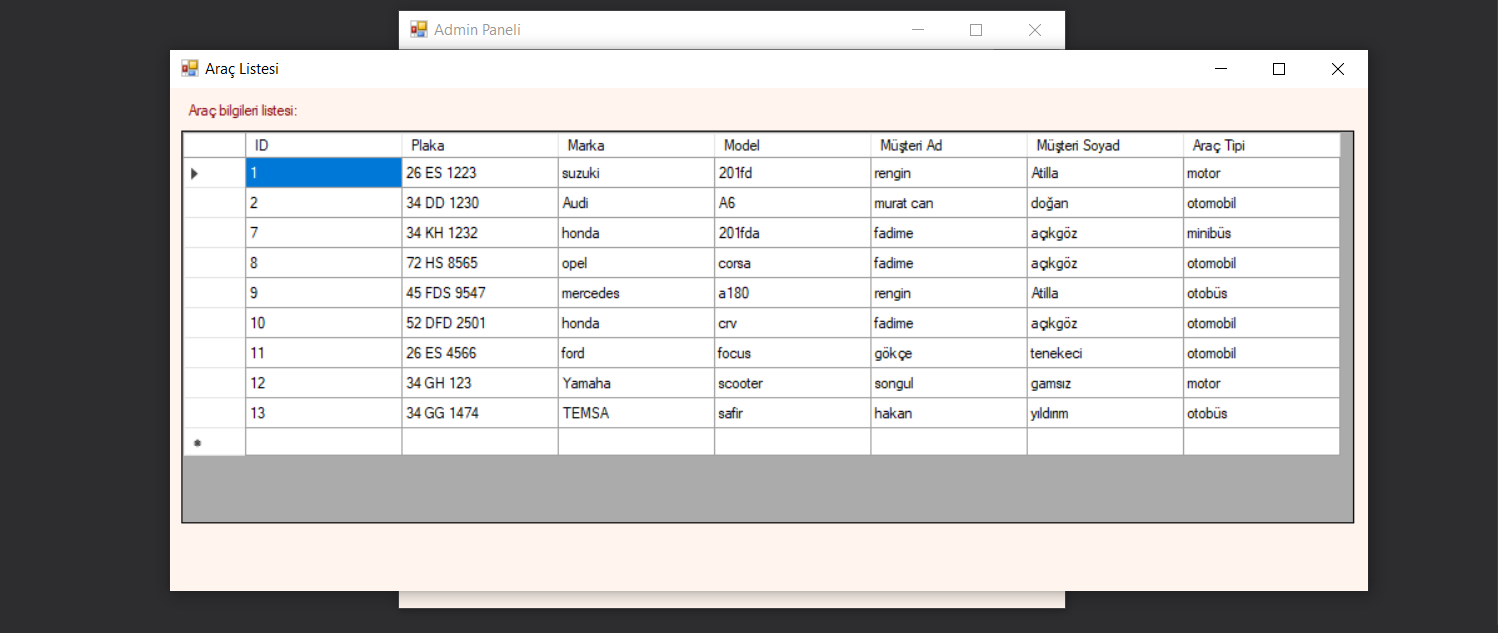 Admin Paneli
Araç Listesi
Araç bilgileri listesi:
ID Plaka Marka Model Müşteri Ad Müşteri Soyad Araç Tipi
1 26 ES 1223 suzuki 201fd rengin Atilla motor
2 34 DD 1230 Audi A6 murat can doğan otomobil
7 34 KH 1232 honda 201fda fadime açıkgöz minibüs
8 72 HS 8565 opel corsa fadime açıkgöz otomobil
9 45 FDS 9547 mercedes a180 rengin Atilla otobüs
10 52 DFD 2501 honda crv fadime açıkgöz otomobil
11 26 ES 4566 ford focus gökçe tenekeci otomobil
12 34 GH 123 Yamaha scooter songul gamsız motor
13 34 GG 1474 TEMSA safir hakan yıldırım otobüs